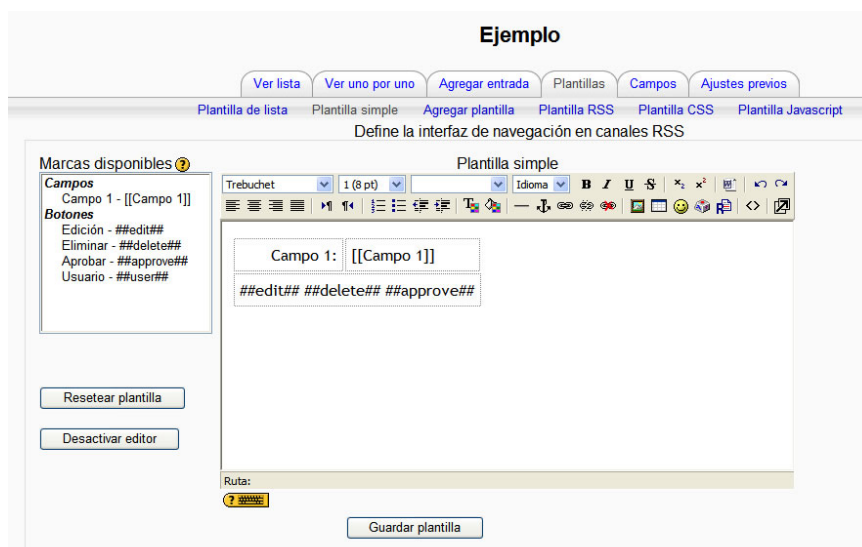 Ejemplo
Ver lista Ver uno por uno Agregar entrada Plantillas Campos Ajustes previos
Plantilla de lista Plantilla simple Agregar plantilla Plantilla RSS Plantilla CSS Plantilla Javascript
Define la interfaz de navegación en canales RSS
Marcas disponibles ?
Campos
Campo 1 - [[Campo 1]]
Botones
Edición - ##edit##
Eliminar - ##delete##
Aprobar - ##approve##
Usuario - ##user##
Resetear plantilla
Desactivar editor
Plantilla simple
Trebuchet 1 (8 pt) Idioma B I U S x₂ x²
Campo 1: [[Campo 1]]
##edit## ##delete## ##approve##
Ruta:
?
Guardar plantilla